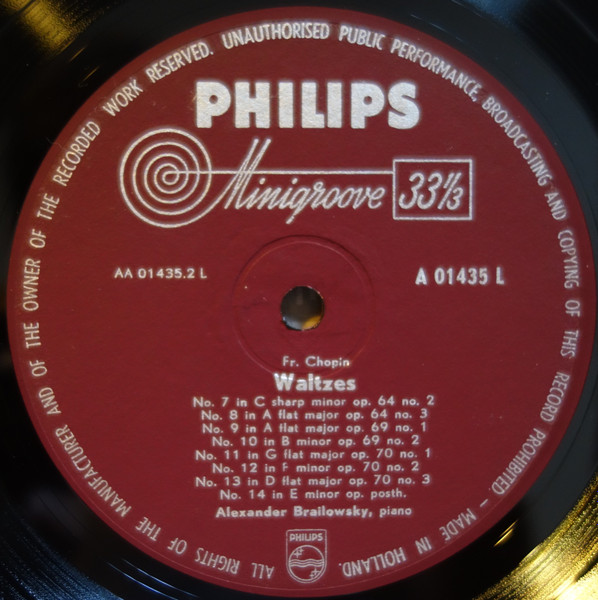 ALL RIGHTS OF THE MANUFACTURER AND OF THE OWNER OF THE RECORDED WORK RESERVED. UNAUTHORISED PUBLIC PERFORMANCE, BROADCASTING AND COPYING OF THIS RECORD PROHIBITED – MADE IN HOLLAND.
PHILIPS
Minigroove 33⅓
AA 01435.2 L
A 01435 L
Fr. Chopin
Waltzes
No. 7 in C sharp minor op. 64 no. 2
No. 8 in A flat major op. 64 no. 3
No. 9 in A flat major op. 69 no. 1
No. 10 in B minor op. 69 no. 2
No. 11 in G flat major op. 70 no. 1
No. 12 in F minor op. 70 no. 2
No. 13 in D flat major op. 70 no. 3
No. 14 in E minor op. posth.
Alexander Brailowsky, piano
PHILIPS